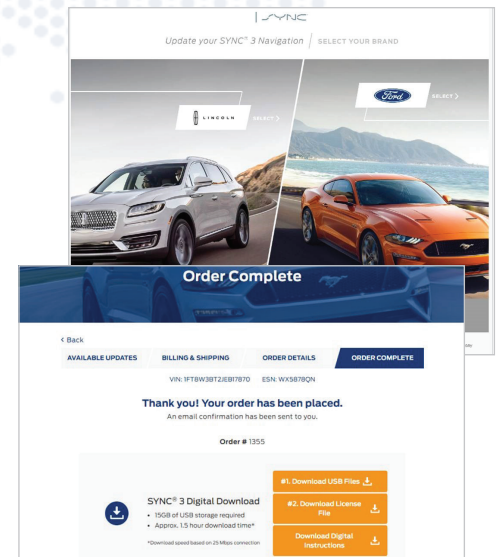 SYNC
Update your SYNC® 3 Navigation | SELECT YOUR BRAND
LINCOLN SELECT >
Ford SELECT >
Order Complete
< Back
AVAILABLE UPDATES BILLING & SHIPPING ORDER DETAILS ORDER COMPLETE
VIN: 1FT8W3BT2JEB17870 ESN: WX5878QN
Thank you! Your order has been placed.
An email confirmation has been sent to you.
Order # 1355
#1. Download USB Files
SYNC® 3 Digital Download
• 15GB of USB storage required
• Approx. 1.5 hour download time*
*Download speed based on 25 Mbps connection
#2. Download License
File
Download Digital
Instructions